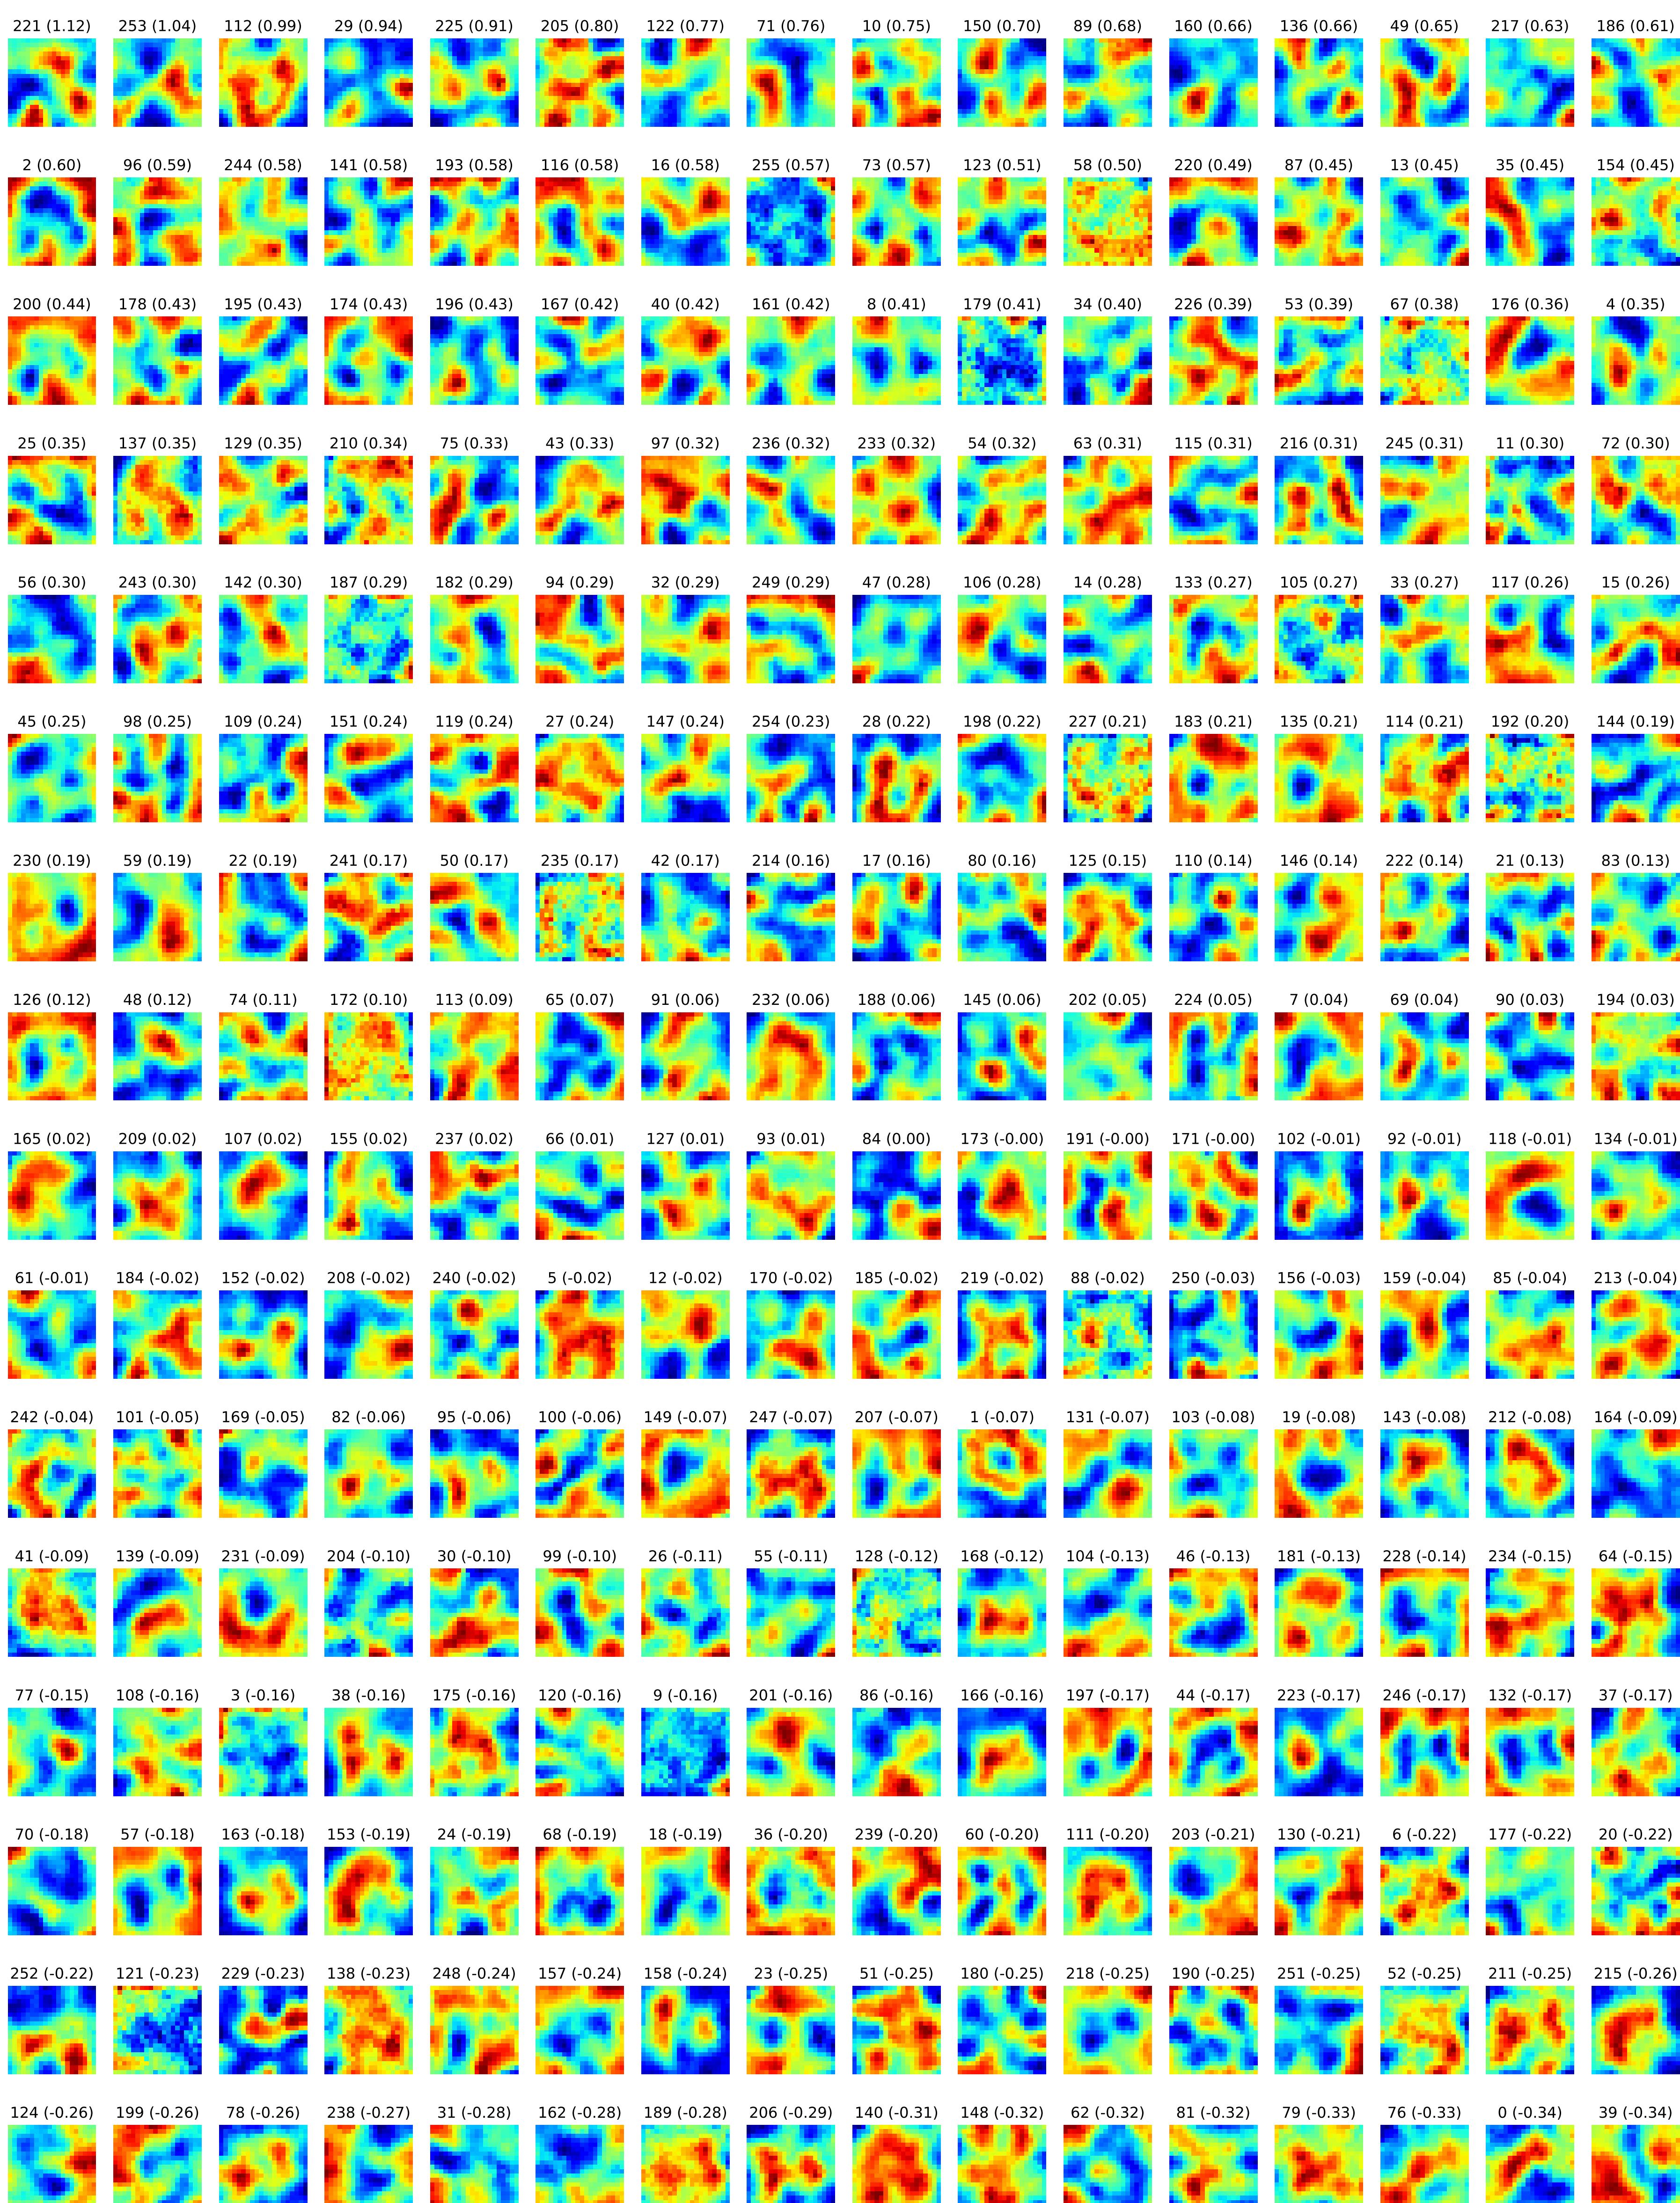 221 (1.12) 253 (1.04) 112 (0.99) 29 (0.94) 225 (0.91) 205 (0.80) 122 (0.77) 71 (0.76) 10 (0.75) 150 (0.70) 89 (0.68) 160 (0.66) 136 (0.66) 49 (0.65) 217 (0.63) 186 (0.61)
2 (0.60) 96 (0.59) 244 (0.58) 141 (0.58) 193 (0.58) 116 (0.58) 16 (0.58) 255 (0.57) 73 (0.57) 123 (0.51) 58 (0.50) 220 (0.49) 87 (0.45) 13 (0.45) 35 (0.45) 154 (0.45)
200 (0.44) 178 (0.43) 195 (0.43) 174 (0.43) 196 (0.43) 167 (0.42) 40 (0.42) 161 (0.42) 8 (0.41) 179 (0.41) 34 (0.40) 226 (0.39) 53 (0.39) 67 (0.38) 176 (0.36) 4 (0.35)
25 (0.35) 137 (0.35) 129 (0.35) 210 (0.34) 75 (0.33) 43 (0.33) 97 (0.32) 236 (0.32) 233 (0.32) 54 (0.32) 63 (0.31) 115 (0.31) 216 (0.31) 245 (0.31) 11 (0.30) 72 (0.30)
56 (0.30) 243 (0.30) 142 (0.30) 187 (0.29) 182 (0.29) 94 (0.29) 32 (0.29) 249 (0.29) 47 (0.28) 106 (0.28) 14 (0.28) 133 (0.27) 105 (0.27) 33 (0.27) 117 (0.26) 15 (0.26)
45 (0.25) 98 (0.25) 109 (0.24) 151 (0.24) 119 (0.24) 27 (0.24) 147 (0.24) 254 (0.23) 28 (0.22) 198 (0.22) 227 (0.21) 183 (0.21) 135 (0.21) 114 (0.21) 192 (0.20) 144 (0.19)
230 (0.19) 59 (0.19) 22 (0.19) 241 (0.17) 50 (0.17) 235 (0.17) 42 (0.17) 214 (0.16) 17 (0.16) 80 (0.16) 125 (0.15) 110 (0.14) 146 (0.14) 222 (0.14) 21 (0.13) 83 (0.13)
126 (0.12) 48 (0.12) 74 (0.11) 172 (0.10) 113 (0.09) 65 (0.07) 91 (0.06) 232 (0.06) 188 (0.06) 145 (0.06) 202 (0.05) 224 (0.05) 7 (0.04) 69 (0.04) 90 (0.03) 194 (0.03)
165 (0.02) 209 (0.02) 107 (0.02) 155 (0.02) 237 (0.02) 66 (0.01) 127 (0.01) 93 (0.01) 84 (0.00) 173 (-0.00) 191 (-0.00) 171 (-0.00) 102 (-0.01) 92 (-0.01) 118 (-0.01) 134 (-0.01)
61 (-0.01) 184 (-0.02) 152 (-0.02) 208 (-0.02) 240 (-0.02) 5 (-0.02) 12 (-0.02) 170 (-0.02) 185 (-0.02) 219 (-0.02) 88 (-0.02) 250 (-0.03) 156 (-0.03) 159 (-0.04) 85 (-0.04) 213 (-0.04)
242 (-0.04) 101 (-0.05) 169 (-0.05) 82 (-0.06) 95 (-0.06) 100 (-0.06) 149 (-0.07) 247 (-0.07) 207 (-0.07) 1 (-0.07) 131 (-0.07) 103 (-0.08) 19 (-0.08) 143 (-0.08) 212 (-0.08) 164 (-0.09)
41 (-0.09) 139 (-0.09) 231 (-0.09) 204 (-0.10) 30 (-0.10) 99 (-0.10) 26 (-0.11) 55 (-0.11) 128 (-0.12) 168 (-0.12) 104 (-0.13) 46 (-0.13) 181 (-0.13) 228 (-0.14) 234 (-0.15) 64 (-0.15)
77 (-0.15) 108 (-0.16) 3 (-0.16) 38 (-0.16) 175 (-0.16) 120 (-0.16) 9 (-0.16) 201 (-0.16) 86 (-0.16) 166 (-0.16) 197 (-0.17) 44 (-0.17) 223 (-0.17) 246 (-0.17) 132 (-0.17) 37 (-0.17)
70 (-0.18) 57 (-0.18) 163 (-0.18) 153 (-0.19) 24 (-0.19) 68 (-0.19) 18 (-0.19) 36 (-0.20) 239 (-0.20) 60 (-0.20) 111 (-0.20) 203 (-0.21) 130 (-0.21) 6 (-0.22) 177 (-0.22) 20 (-0.22)
252 (-0.22) 121 (-0.23) 229 (-0.23) 138 (-0.23) 248 (-0.24) 157 (-0.24) 158 (-0.24) 23 (-0.25) 51 (-0.25) 180 (-0.25) 218 (-0.25) 190 (-0.25) 251 (-0.25) 52 (-0.25) 211 (-0.25) 215 (-0.26)
124 (-0.26) 199 (-0.26) 78 (-0.26) 238 (-0.27) 31 (-0.28) 162 (-0.28) 189 (-0.28) 206 (-0.29) 140 (-0.31) 148 (-0.32) 62 (-0.32) 81 (-0.32) 79 (-0.33) 76 (-0.33) 0 (-0.34) 39 (-0.34)